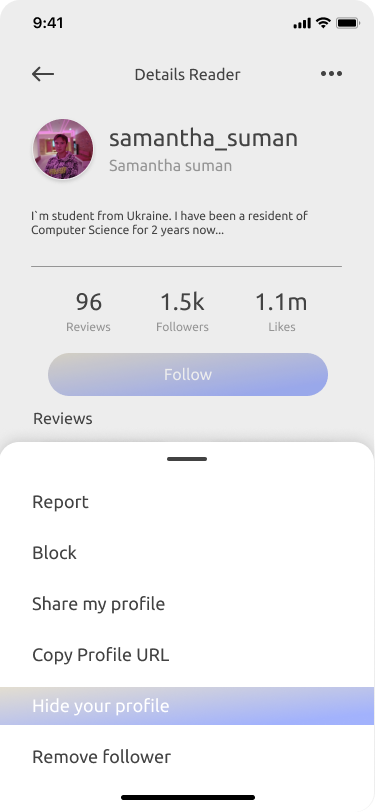 9:41
Details Reader
samantha_suman
Samantha suman
I`m student from Ukraine. I have been a resident of
Computer Science for 2 years now...
96 1.5k 1.1m
Reviews Followers Likes
Follow
Reviews
Report
Block
Share my profile
Copy Profile URL
Hide your profile
Remove follower